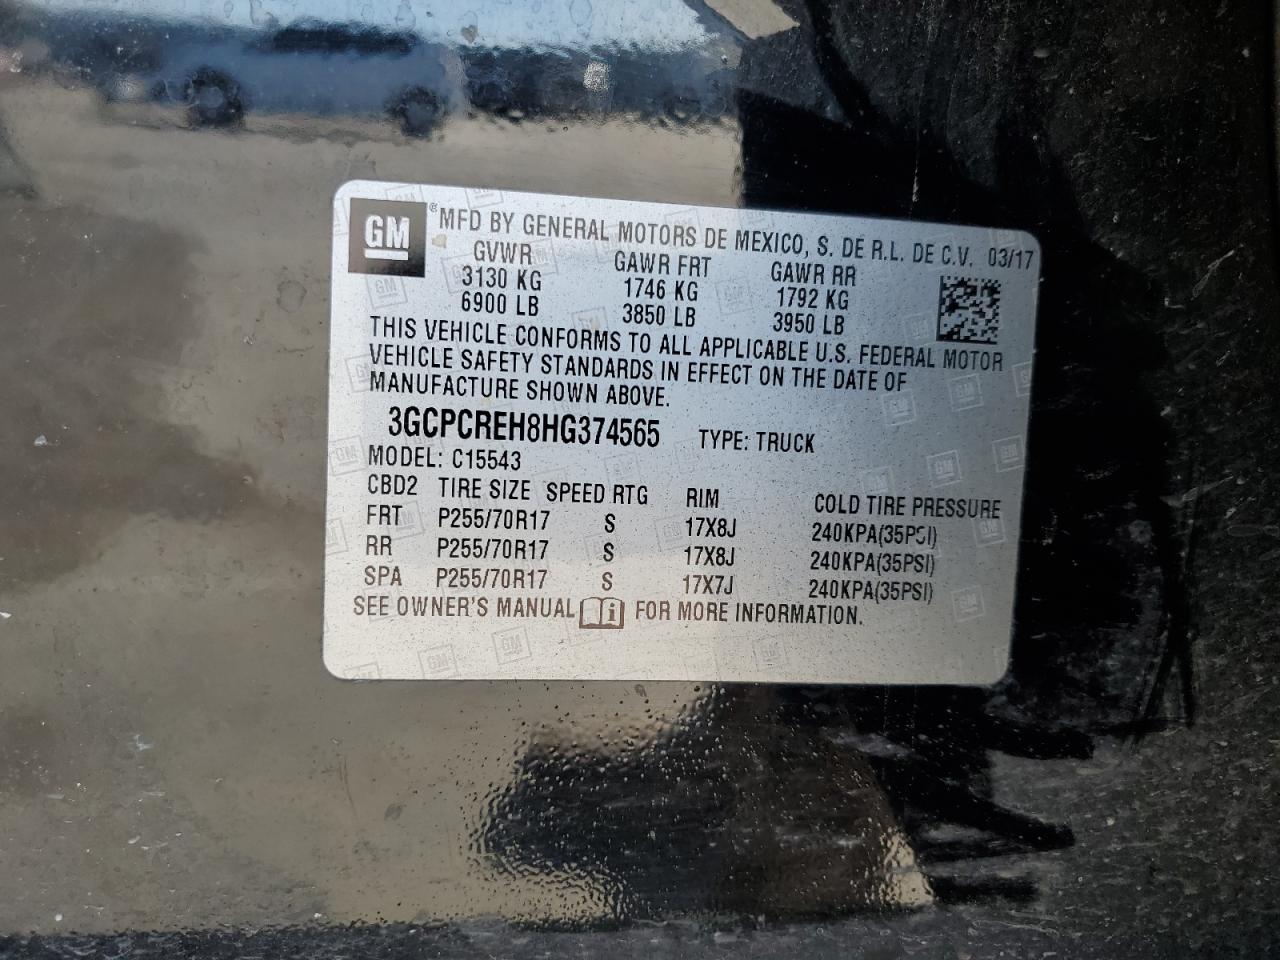 GM® MFD BY GENERAL MOTORS DE MEXICO, S. DE R.L. DE C.V. 03/17
GVWR GAWR FRT GAWR RR
3130 KG 1746 KG 1792 KG
6900 LB 3850 LB 3950 LB
THIS VEHICLE CONFORMS TO ALL APPLICABLE U.S. FEDERAL MOTOR
VEHICLE SAFETY STANDARDS IN EFFECT ON THE DATE OF
MANUFACTURE SHOWN ABOVE.
3GCPCREH8HG374565 TYPE: TRUCK
MODEL: C15543
CBD2 TIRE SIZE SPEED RTG RIM COLD TIRE PRESSURE
FRT P255/70R17 S 17X8J 240KPA(35PSI)
RR P255/70R17 S 17X8J 240KPA(35PSI)
SPA P255/70R17 S 17X7J 240KPA(35PSI)
SEE OWNER'S MANUAL FOR MORE INFORMATION.